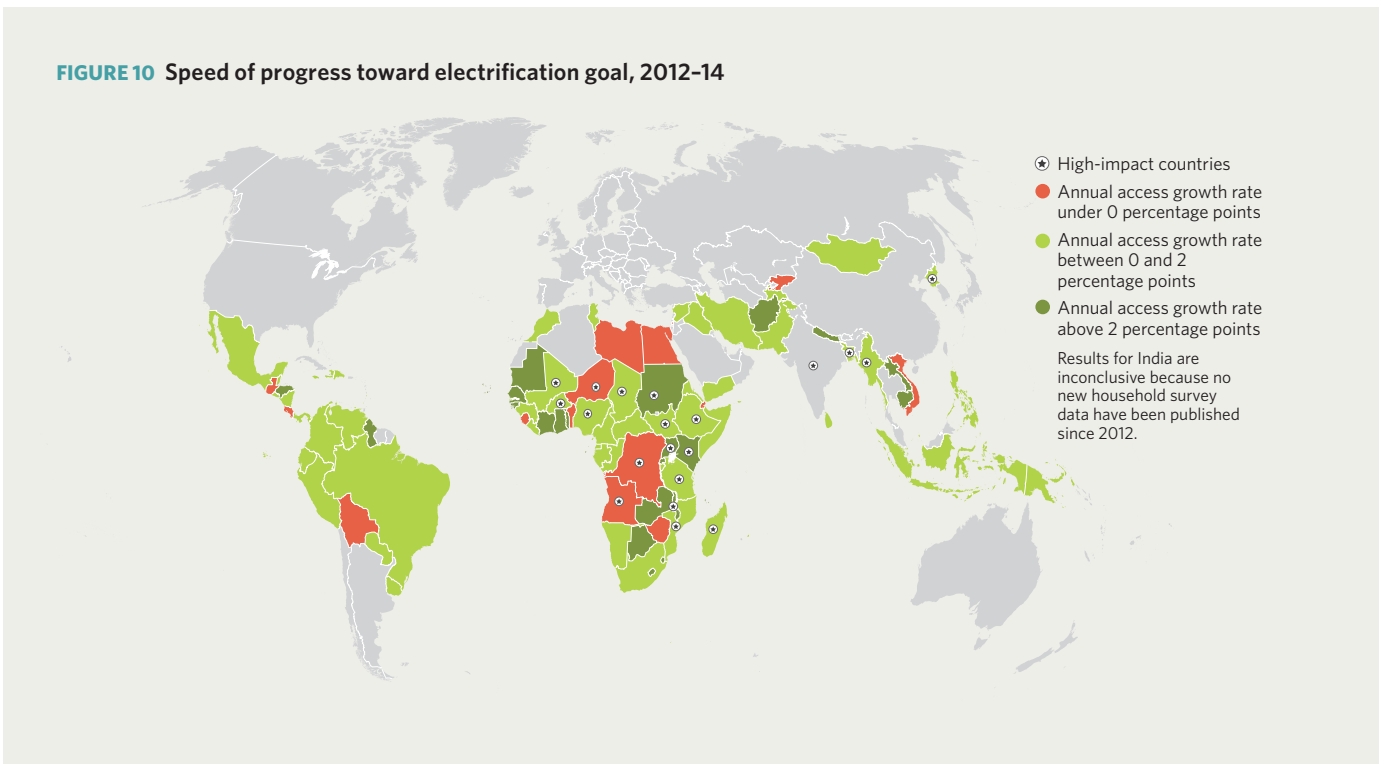 FIGURE 10 Speed of progress toward electrification goal, 2012–14
High-impact countries
Annual access growth rate
under 0 percentage points
Annual access growth rate
between 0 and 2
percentage points
Annual access growth rate
above 2 percentage points
Results for India are
inconclusive because no
new household survey
data have been published
since 2012.